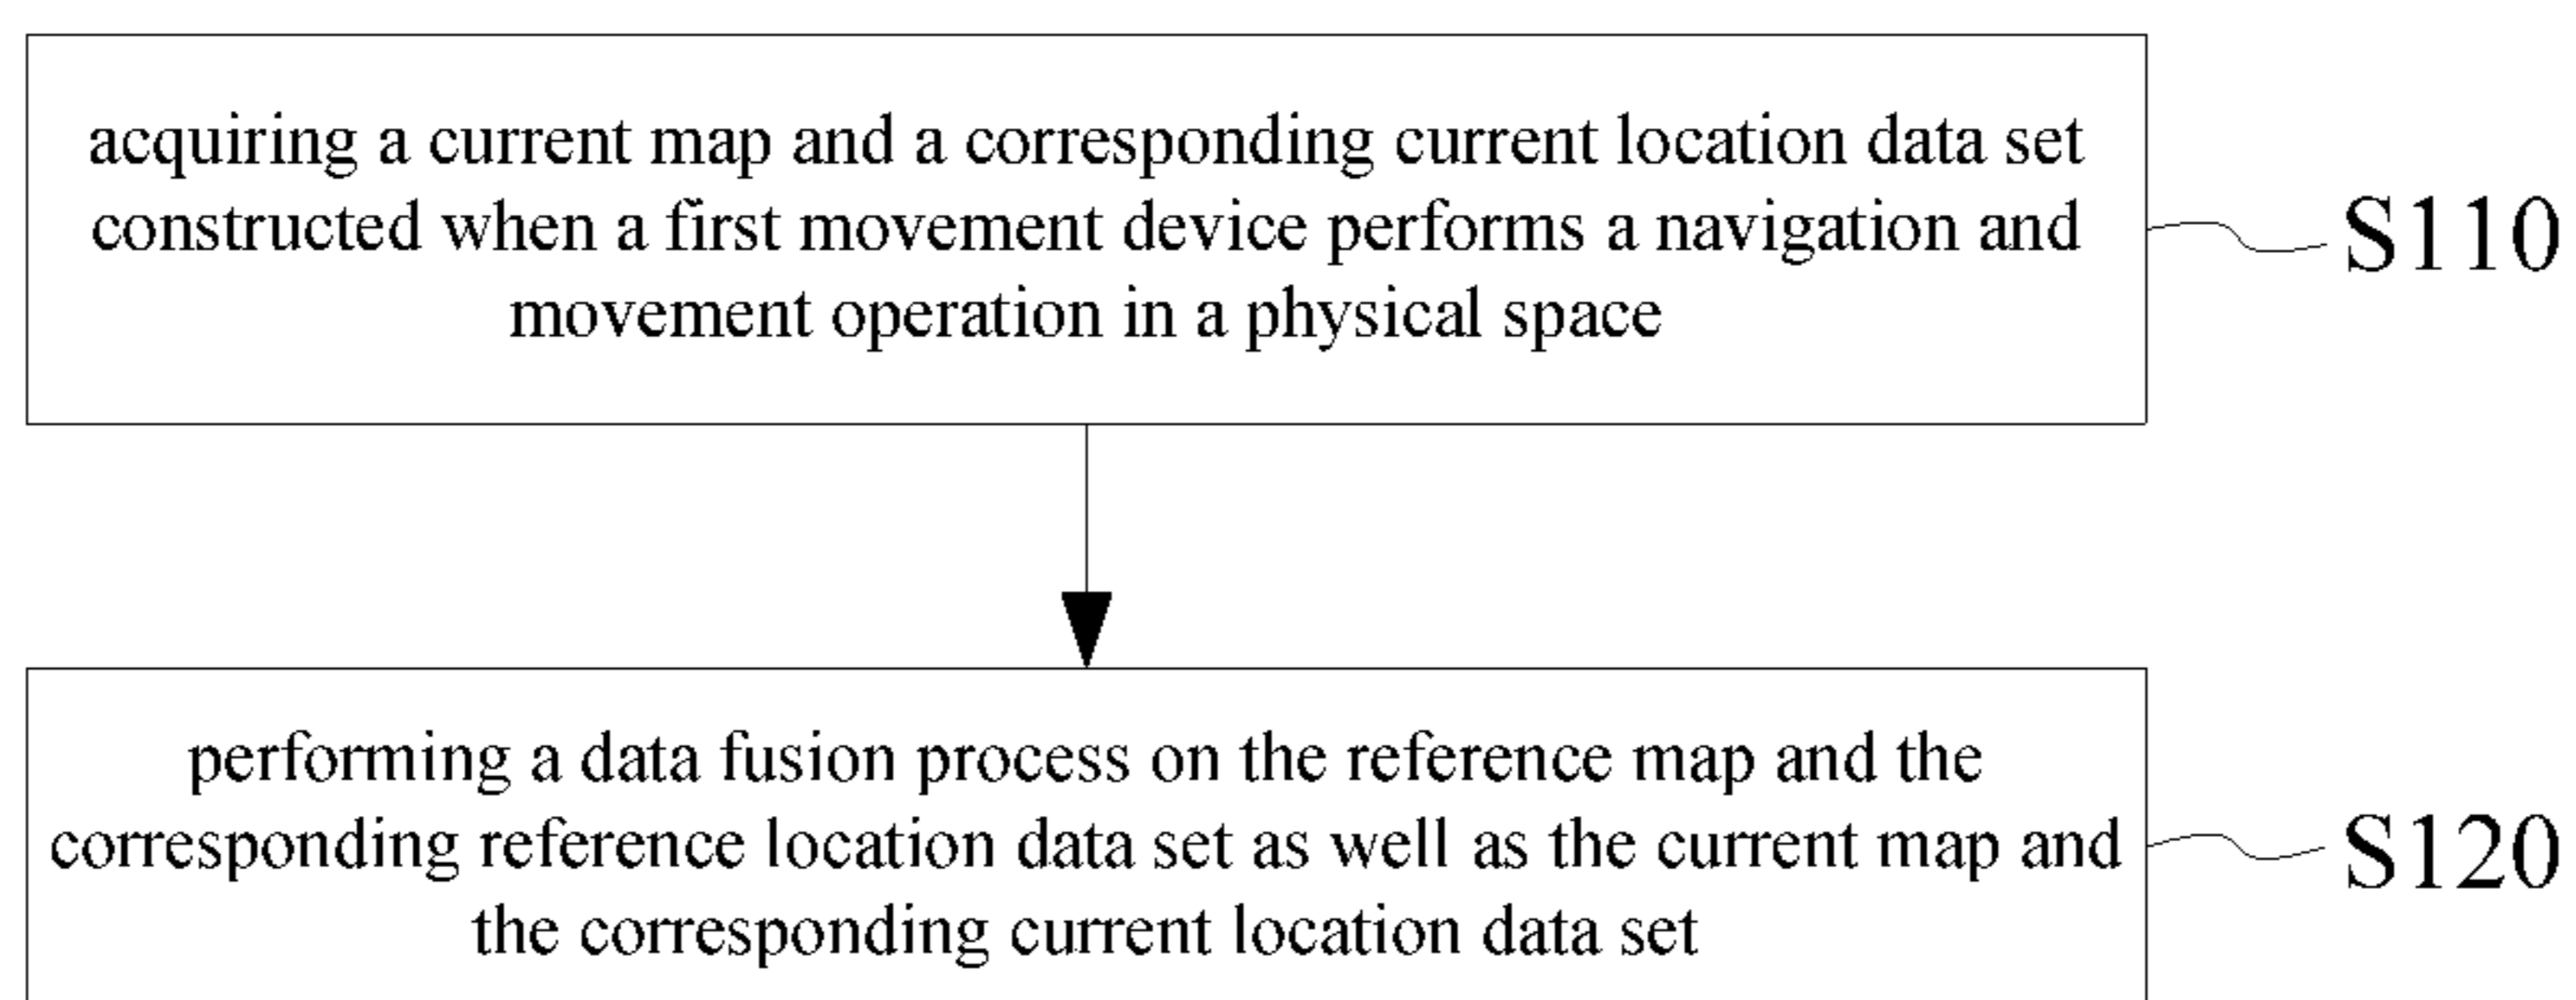 acquiring a current map and a corresponding current location data set
constructed when a first movement device performs a navigation and
movement operation in a physical space
S110
performing a data fusion process on the reference map and the
corresponding reference location data set as well as the current map and
the corresponding current location data set
S120